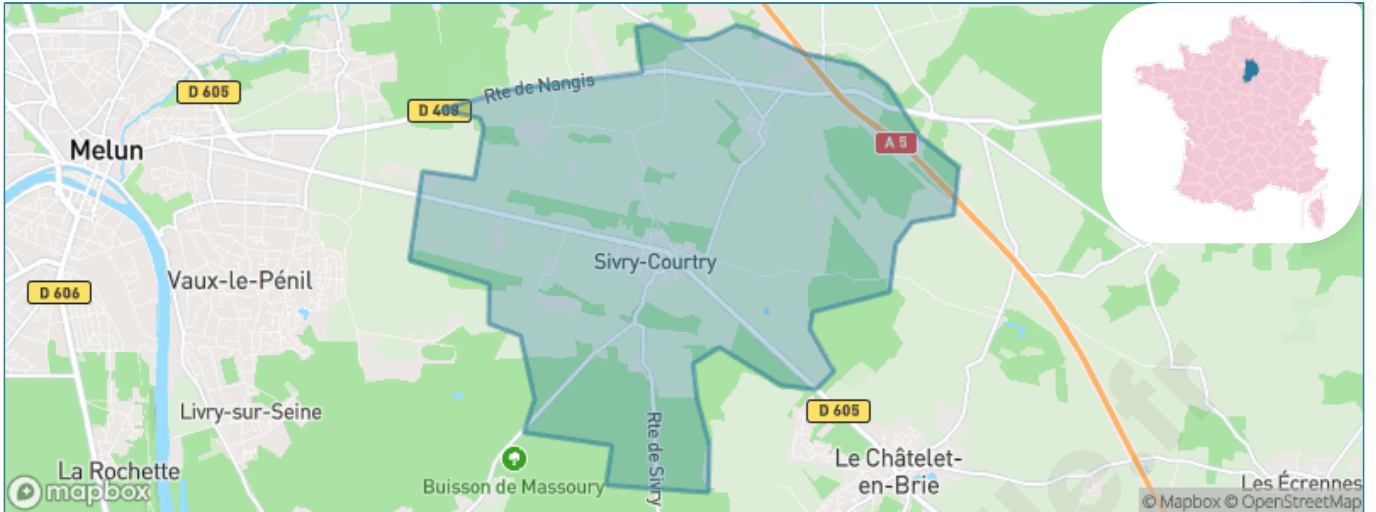 D 605
Rte de Nangis
D 408
A 5
Melun
Sivry-Courtry
Vaux-le-Pénil
D 606
Livry-sur-Seine
D 605
Rte de Sivry
La Rochette
Buisson de Massoury
Le Châtelet-
en-Brie
Les Écrennes
mapbox
© Mapbox © OpenStreetMap